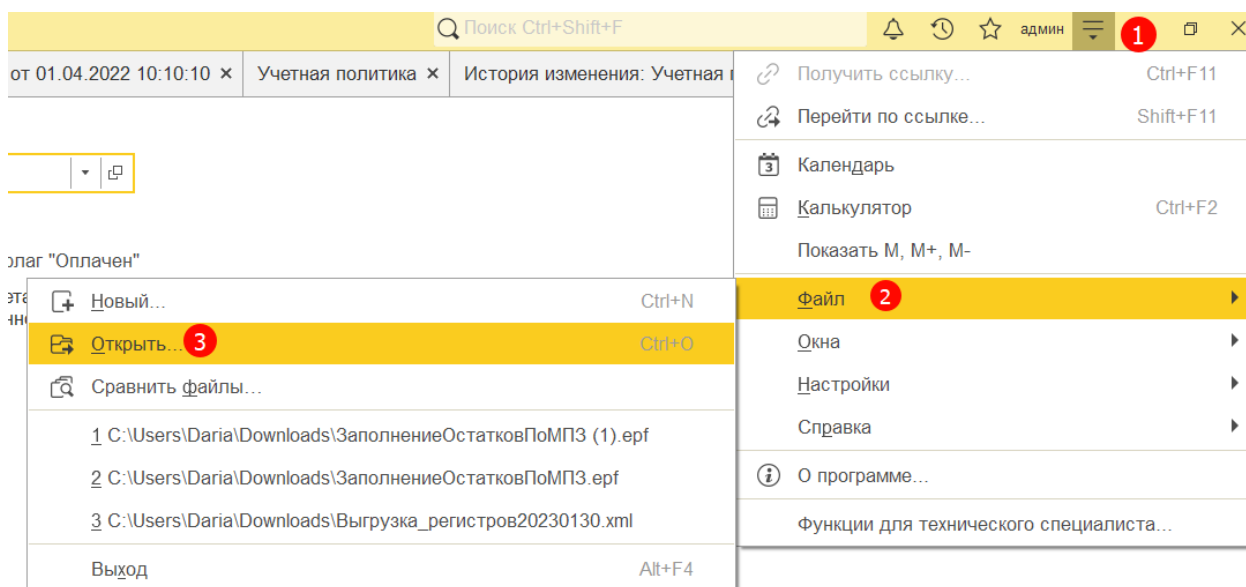 Поиск Ctrl+Shift+F
админ
1
от 01.04.2022 10:10:10 ×
Учетная политика ×
История изменения: Учетная
Получить ссылку... Ctrl+F11
Перейти по ссылке... Shift+F11
3 Календарь
Калькулятор Ctrl+F2
Показать M, M+, M-
Файл 2
Окна
Настройки
Справка
О программе...
Функции для технического специалиста...
"Оплачен"
Новый... Ctrl+N
Открыть... 3 Ctrl+O
Сравнить файлы...
1 C:\Users\Daria\Downloads\ЗаполнениеОстатковПоМПЗ (1).epf
2 C:\Users\Daria\Downloads\ЗаполнениеОстатковПоМПЗ.epf
3 C:\Users\Daria\Downloads\Выгрузка_регистров20230130.xml
Выход Alt+F4